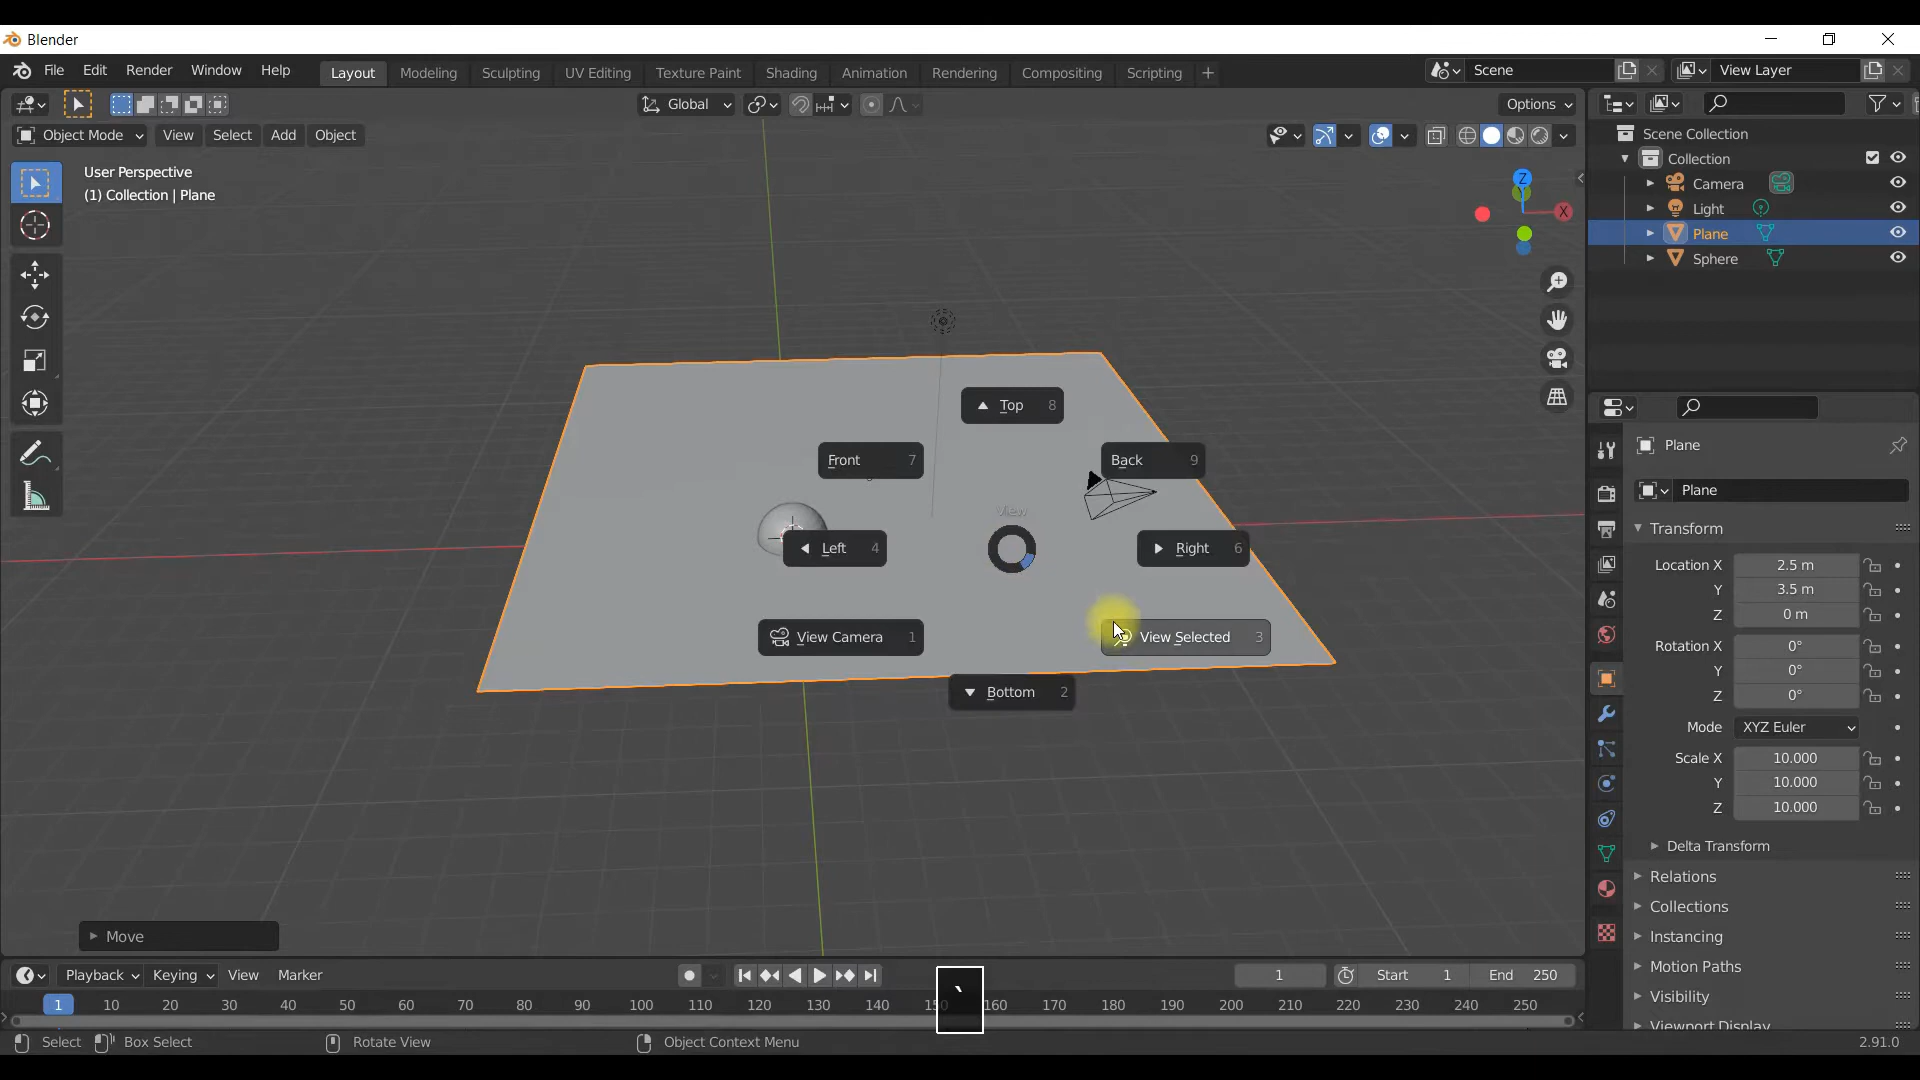 Blender
File Edit Render Window Help Layout Modeling Sculpting UV Editing Texture Paint Shading Animation Rendering Compositing Scripting + Scene View Layer
Global Options
Object Mode View Select Add Object
Scene Collection
User Perspective
(1) Collection | Plane
Collection
Camera
Light
Plane
Sphere
Z
X
Top 8
Front 7
Back 9
View
Left 4
Right 6
View Camera 1
View Selected 3
Bottom 2
Plane
Plane
Transform
Location X 2.5 m
Y 3.5 m
Z 0 m
Rotation X 0°
Y 0°
Z 0°
Mode XYZ Euler
Scale X 10.000
Y 10.000
Z 10.000
Delta Transform
Relations
Collections
Instancing
Motion Paths
Visibility
Viewport Display
Move
Playback Keying View Marker 1 Start 1 End 250
1 10 20 30 40 50 60 70 80 90 100 110 120 130 140 15 160 170 180 190 200 210 220 230 240 250
`
Select Box Select Rotate View Object Context Menu 2.91.0